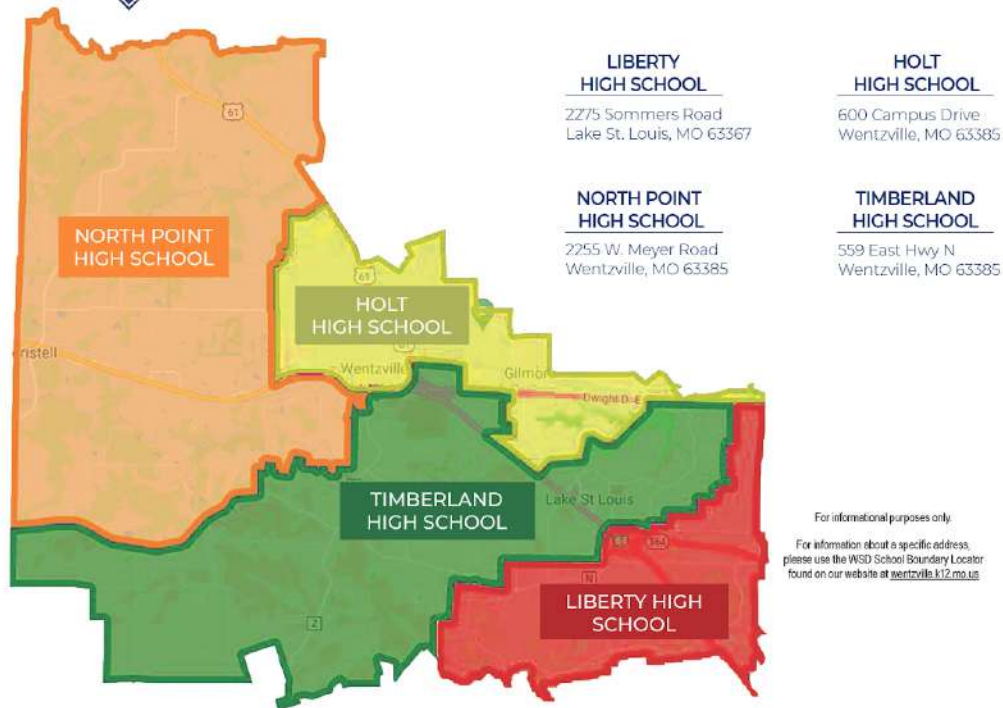 LIBERTY
HIGH SCHOOL
2275 Sommers Road
Lake St. Louis, MO 63367
HOLT
HIGH SCHOOL
600 Campus Drive
Wentzville, MO 63385
NORTH POINT
HIGH SCHOOL
2255 W. Meyer Road
Wentzville, MO 63385
TIMBERLAND
HIGH SCHOOL
559 East Hwy N
Wentzville, MO 63385
61
NORTH POINT
HIGH SCHOOL
61
HOLT
HIGH SCHOOL
ristell
Wentzville
Gilmor
Dwight D. E
TIMBERLAND
HIGH SCHOOL
Lake St Louis
64
364
N
LIBERTY HIGH
SCHOOL
Z
For informational purposes only.
For information about a specific address,
please use the WSD School Boundary Locator
found on our website at wentzville.k12.mo.us